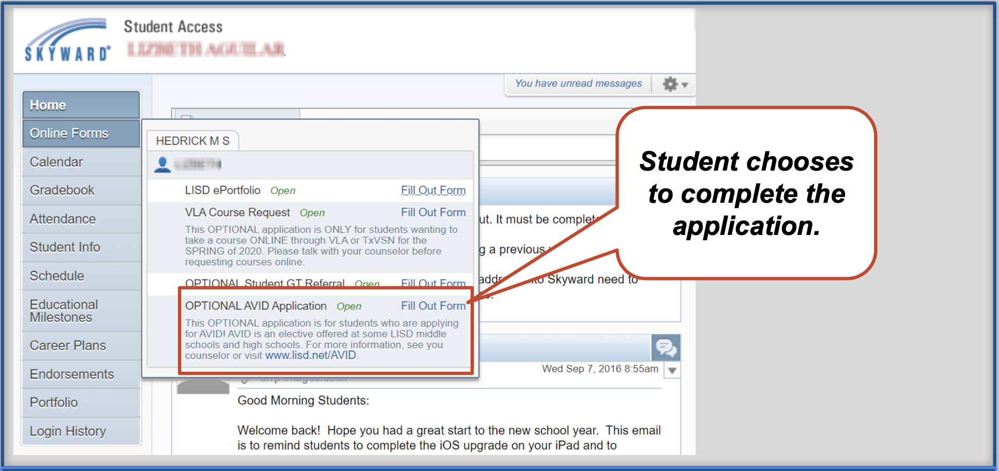 SKYWARD®
Student Access
You have unread messages
Home
Online Forms
Calendar
Gradebook
Attendance
Student Info
Schedule
Educational
Milestones
Career Plans
Endorsements
Portfolio
Login History
HEDRICK M S
LISD ePortfolio Open Fill Out Form
VLA Course Request Open Fill Out Form
This OPTIONAL application is ONLY for students wanting to
take a course ONLINE through VLA or TxVSN for the
SPRING of 2020. Please talk with your counselor before
requesting courses online.
OPTIONAL Student GT Referral Open Fill Out Form
OPTIONAL AVID Application Open Fill Out Form
This OPTIONAL application is for students who are applying
for AVID! AVID is an elective offered at some LISD middle
schools and high schools. For more information, see you
counselor or visit www.lisd.net/AVID.
ut. It must be complet
g a previous
Skyward need to
Student chooses
to complete the
application.
Wed Sep 7, 2016 8:55am
Good Morning Students:
Welcome back! Hope you had a great start to the new school year. This email
is to remind students to complete the iOS upgrade on your iPad and to